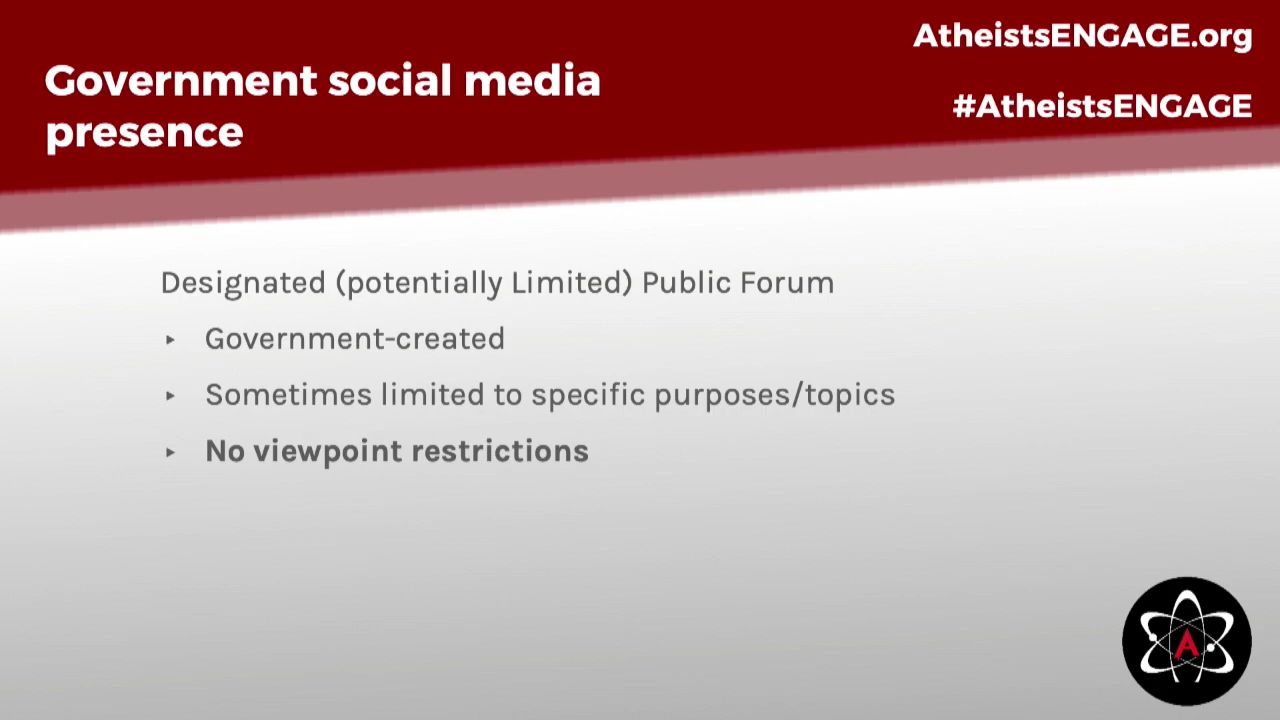 Government social media
presence
AtheistsENGAGE.org
#AtheistsENGAGE
Designated (potentially Limited) Public Forum
‣ Government-created
‣ Sometimes limited to specific purposes/topics
‣ No viewpoint restrictions
A